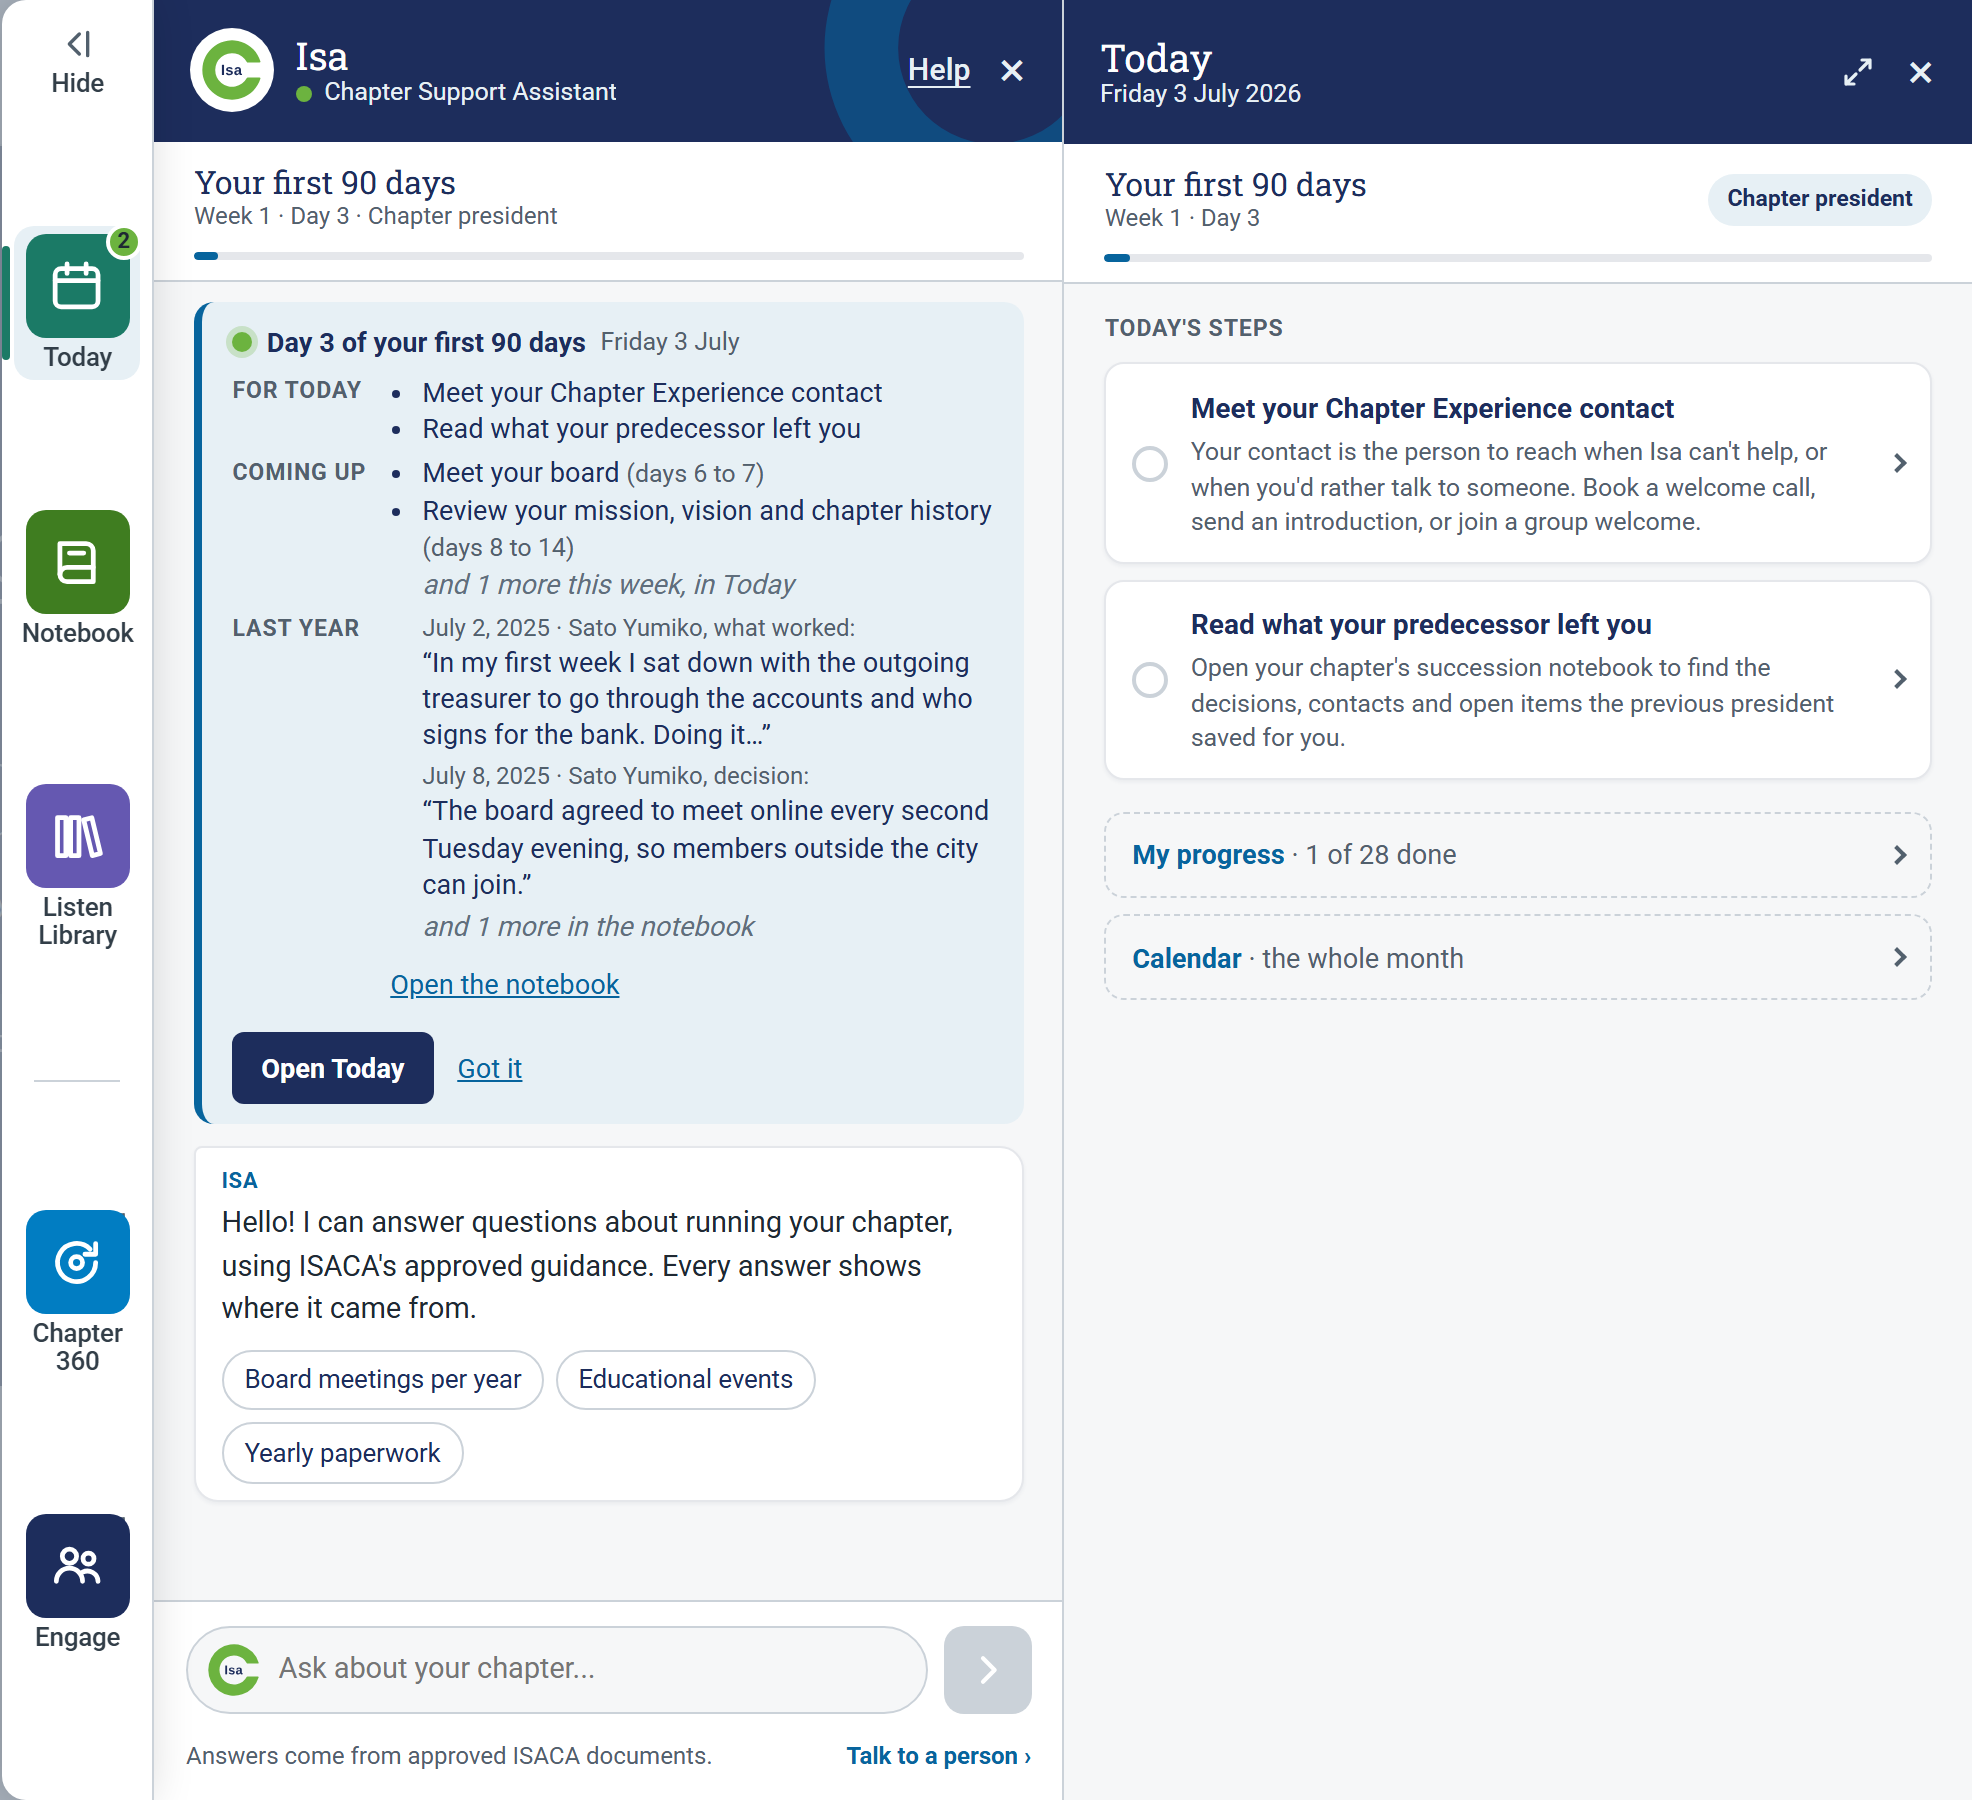 Hide
Today
2
Notebook
Listen
Library
Chapter
360
Engage
Isa
Isa
Chapter Support Assistant
Help
Your first 90 days
Week 1 · Day 3 · Chapter president
Day 3 of your first 90 days Friday 3 July
FOR TODAY
• Meet your Chapter Experience contact
• Read what your predecessor left you
COMING UP
• Meet your board (days 6 to 7)
• Review your mission, vision and chapter history
(days 8 to 14)
and 1 more this week, in Today
LAST YEAR
July 2, 2025 · Sato Yumiko, what worked:
“In my first week I sat down with the outgoing
treasurer to go through the accounts and who
signs for the bank. Doing it…”
July 8, 2025 · Sato Yumiko, decision:
“The board agreed to meet online every second
Tuesday evening, so members outside the city
can join.”
and 1 more in the notebook
Open the notebook
Open Today
Got it
ISA
Hello! I can answer questions about running your chapter,
using ISACA's approved guidance. Every answer shows
where it came from.
Board meetings per year
Educational events
Yearly paperwork
Isa
Ask about your chapter...
Answers come from approved ISACA documents.
Talk to a person ›
Today
Friday 3 July 2026
Your first 90 days
Week 1 · Day 3
Chapter president
TODAY'S STEPS
Meet your Chapter Experience contact
Your contact is the person to reach when Isa can't help, or
when you'd rather talk to someone. Book a welcome call,
send an introduction, or join a group welcome.
Read what your predecessor left you
Open your chapter's succession notebook to find the
decisions, contacts and open items the previous president
saved for you.
My progress · 1 of 28 done
Calendar · the whole month